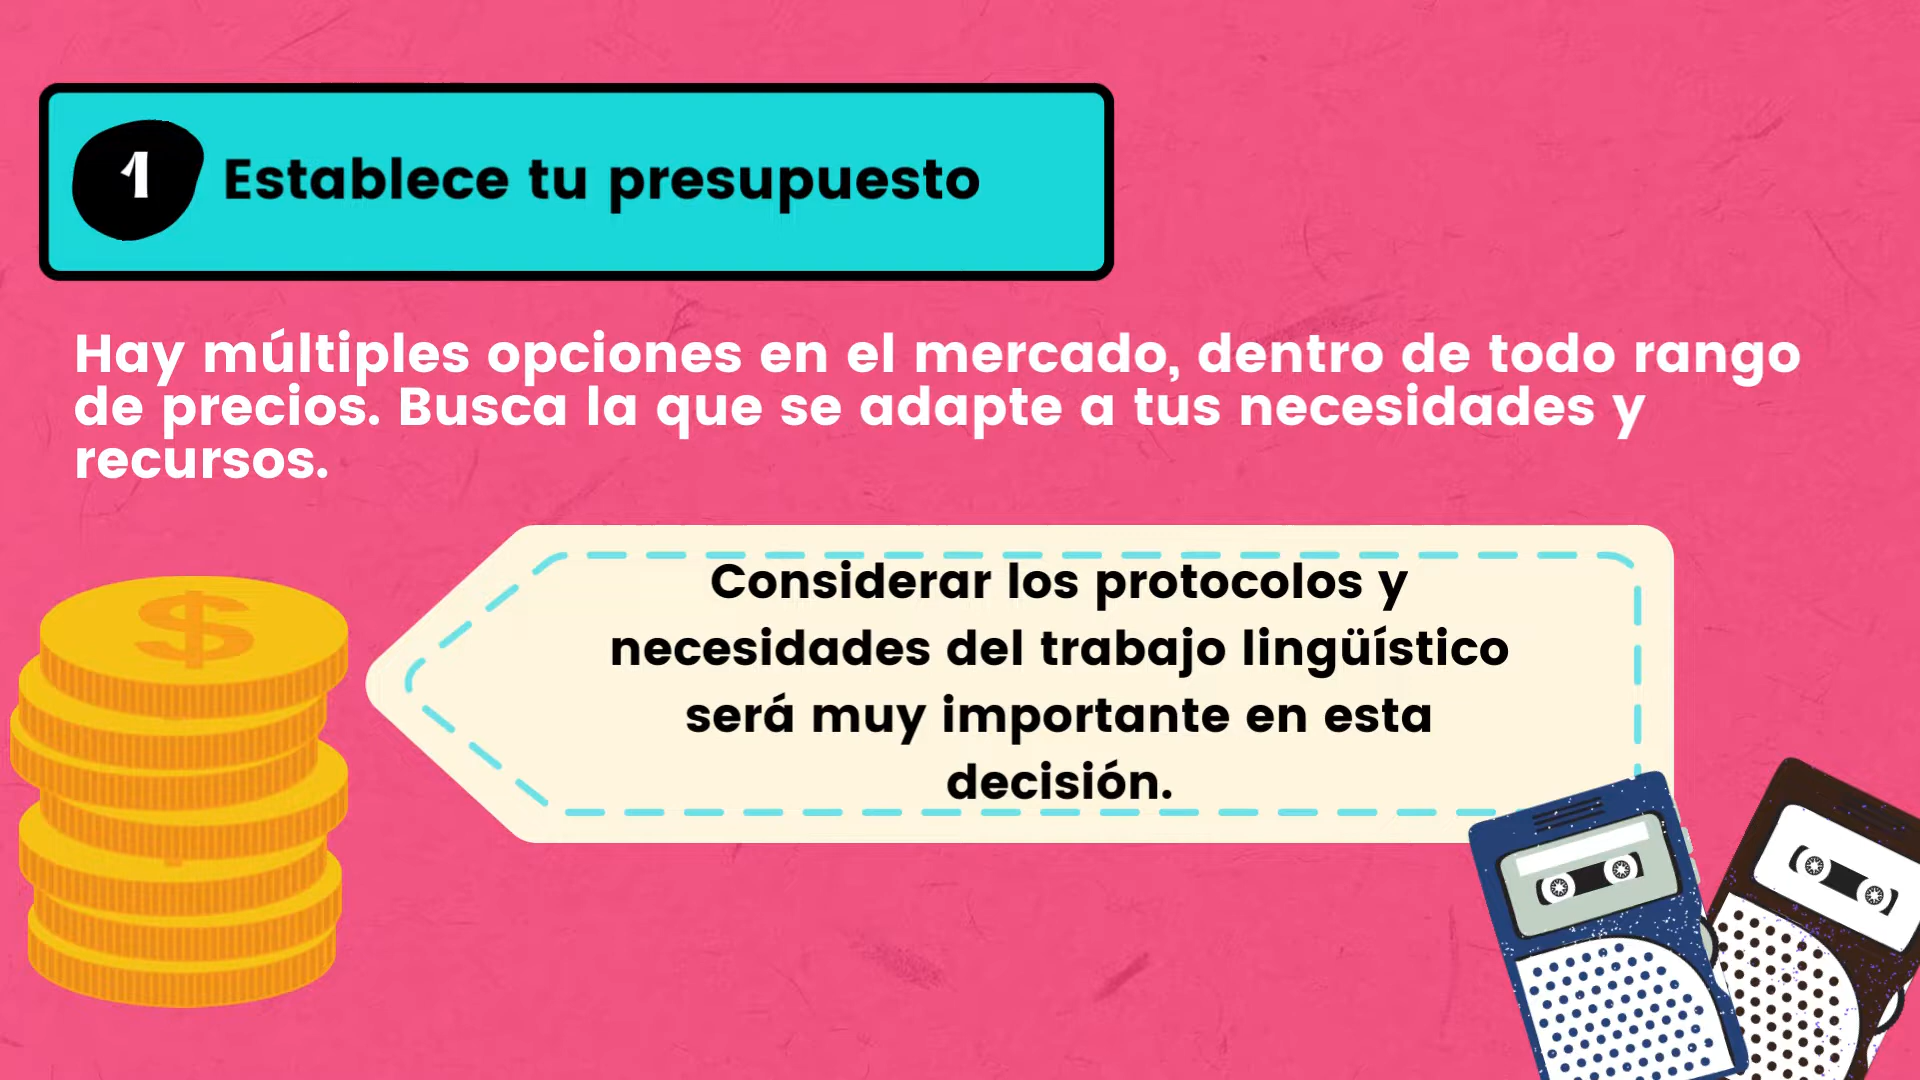 1 Establece tu presupuesto
Hay múltiples opciones en el mercado, dentro de todo rango
de precios. Busca la que se adapte a tus necesidades y
recursos.
$
Considerar los protocolos y
necesidades del trabajo lingüístico
será muy importante en esta
decisión.